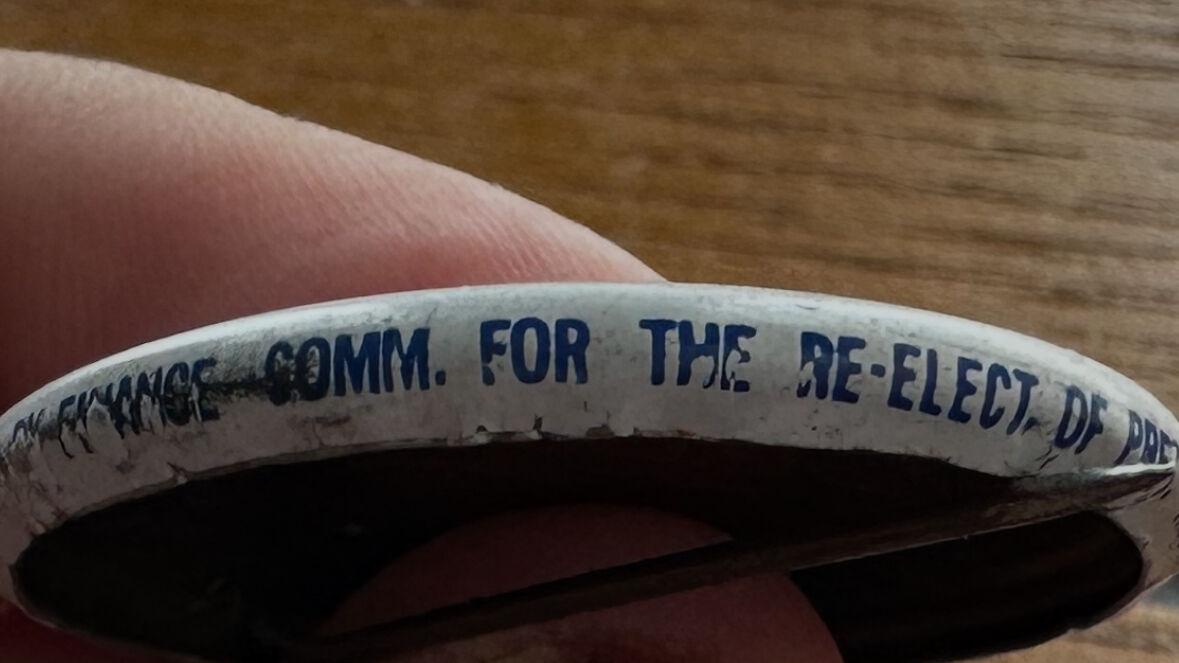 COMM. FOR THE RE-ELECT. OF